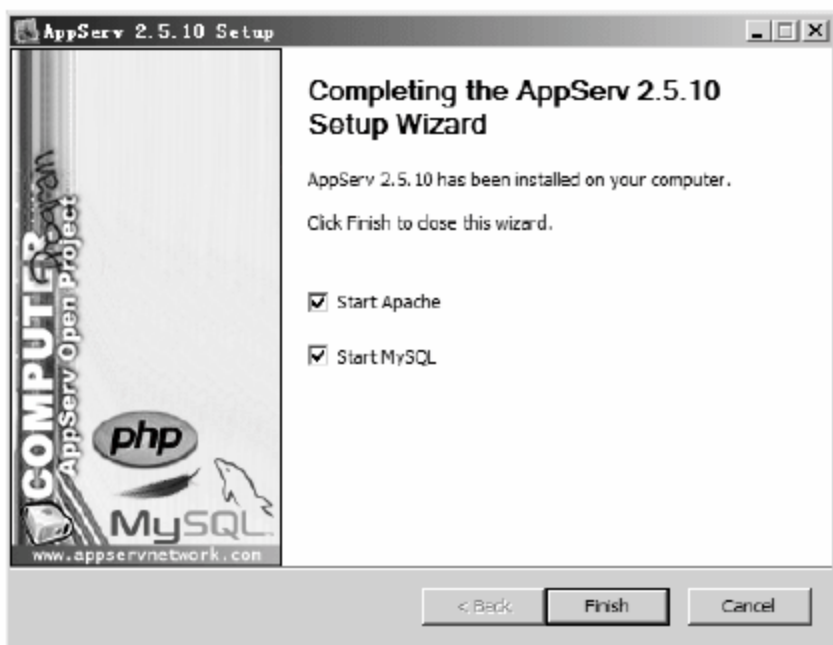 AppServ 2.5.10 Setup
Completing the AppServ 2.5.10
Setup Wizard
AppServ 2.5.10 has been installed on your computer.
Click Finish to close this wizard.
Start Apache
Start MySQL
COMPUTER
Program
AppServ Open Project
php
MySQL
www.appservnetwork.com
< Back
Finish
Cancel